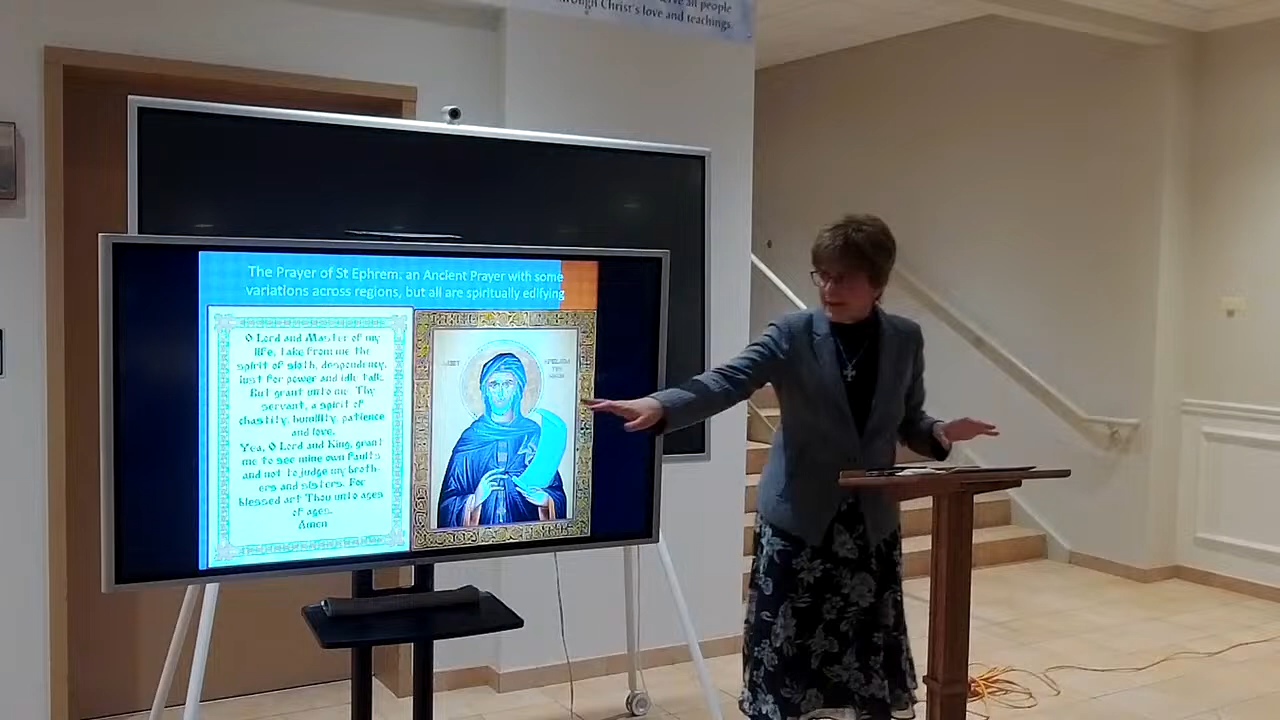 serve all people
through Christ's love and teachings.
The Prayer of St Ephrem: an Ancient Prayer with some
variations across regions, but all are spiritually edifying
O Lord and Master of my
life, take from me the
spirit of sloth, despondency,
lust for power and idle talk.
But grant unto me, Thy
servant, a spirit of
chastity, humility, patience
and love.
Yea, O Lord and King, grant
me to see mine own faults
and not to judge my broth-
ers and sisters. For
blessed art Thou unto ages
of ages.
Amen